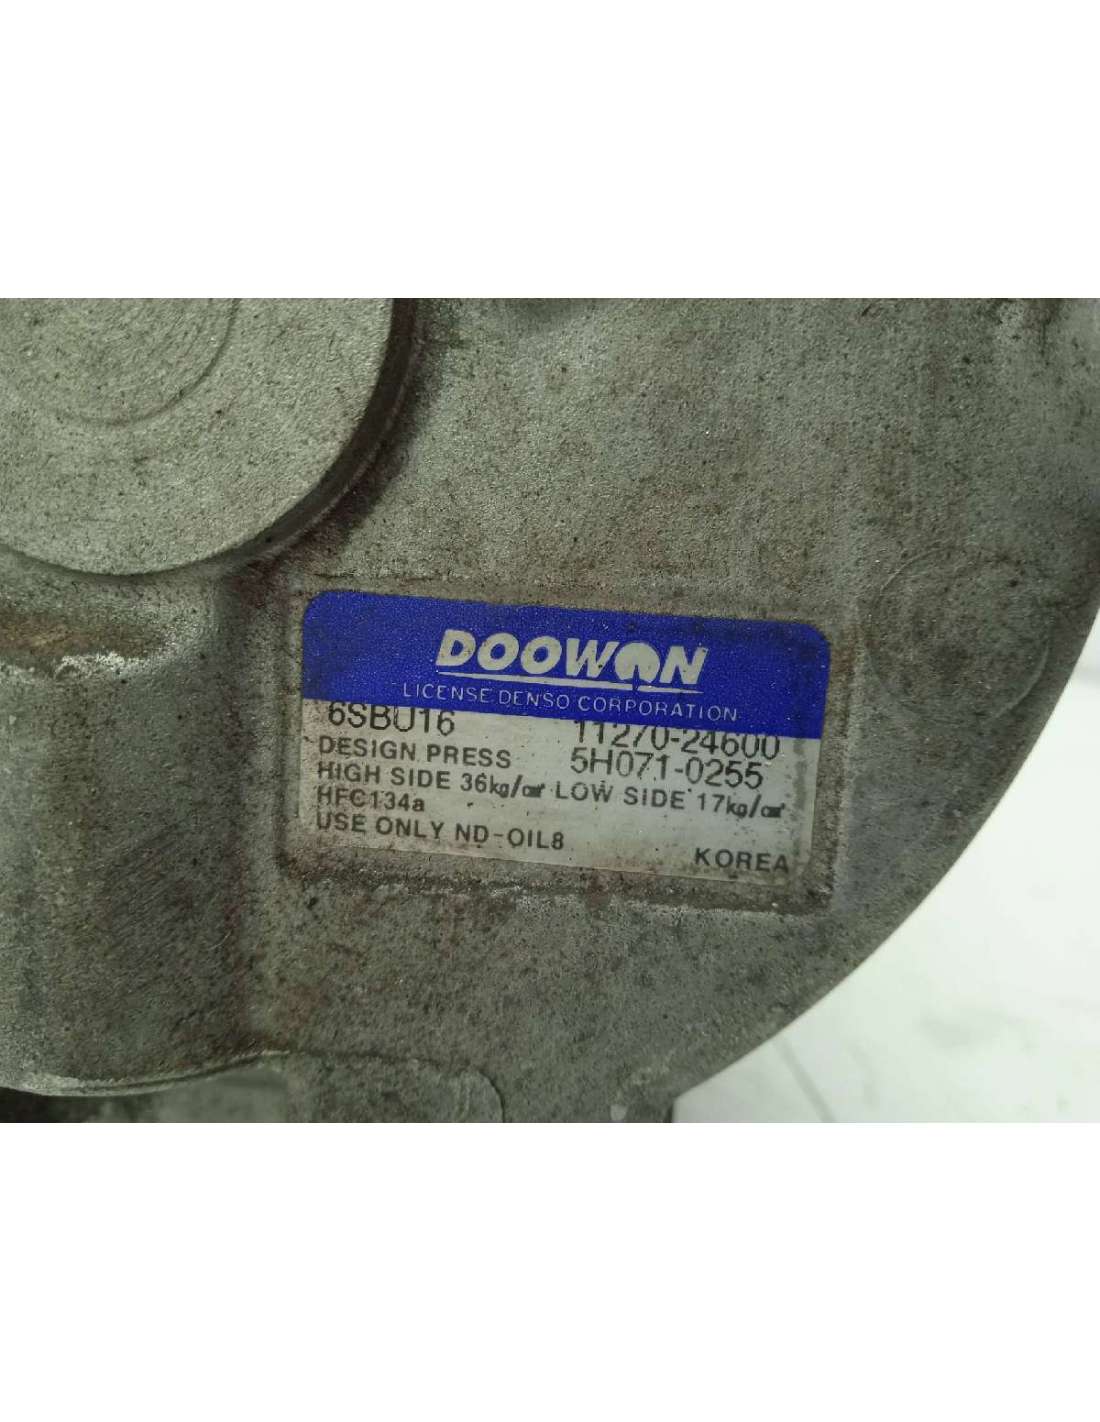 DOOWON
LICENSE DENSO CORPORATION
6SBU16 11270-24600
DESIGN PRESS 5H071-0255
HIGH SIDE 36kg/㎠ LOW SIDE 17kg/㎠
HFC134a
USE ONLY ND-OIL8
KOREA